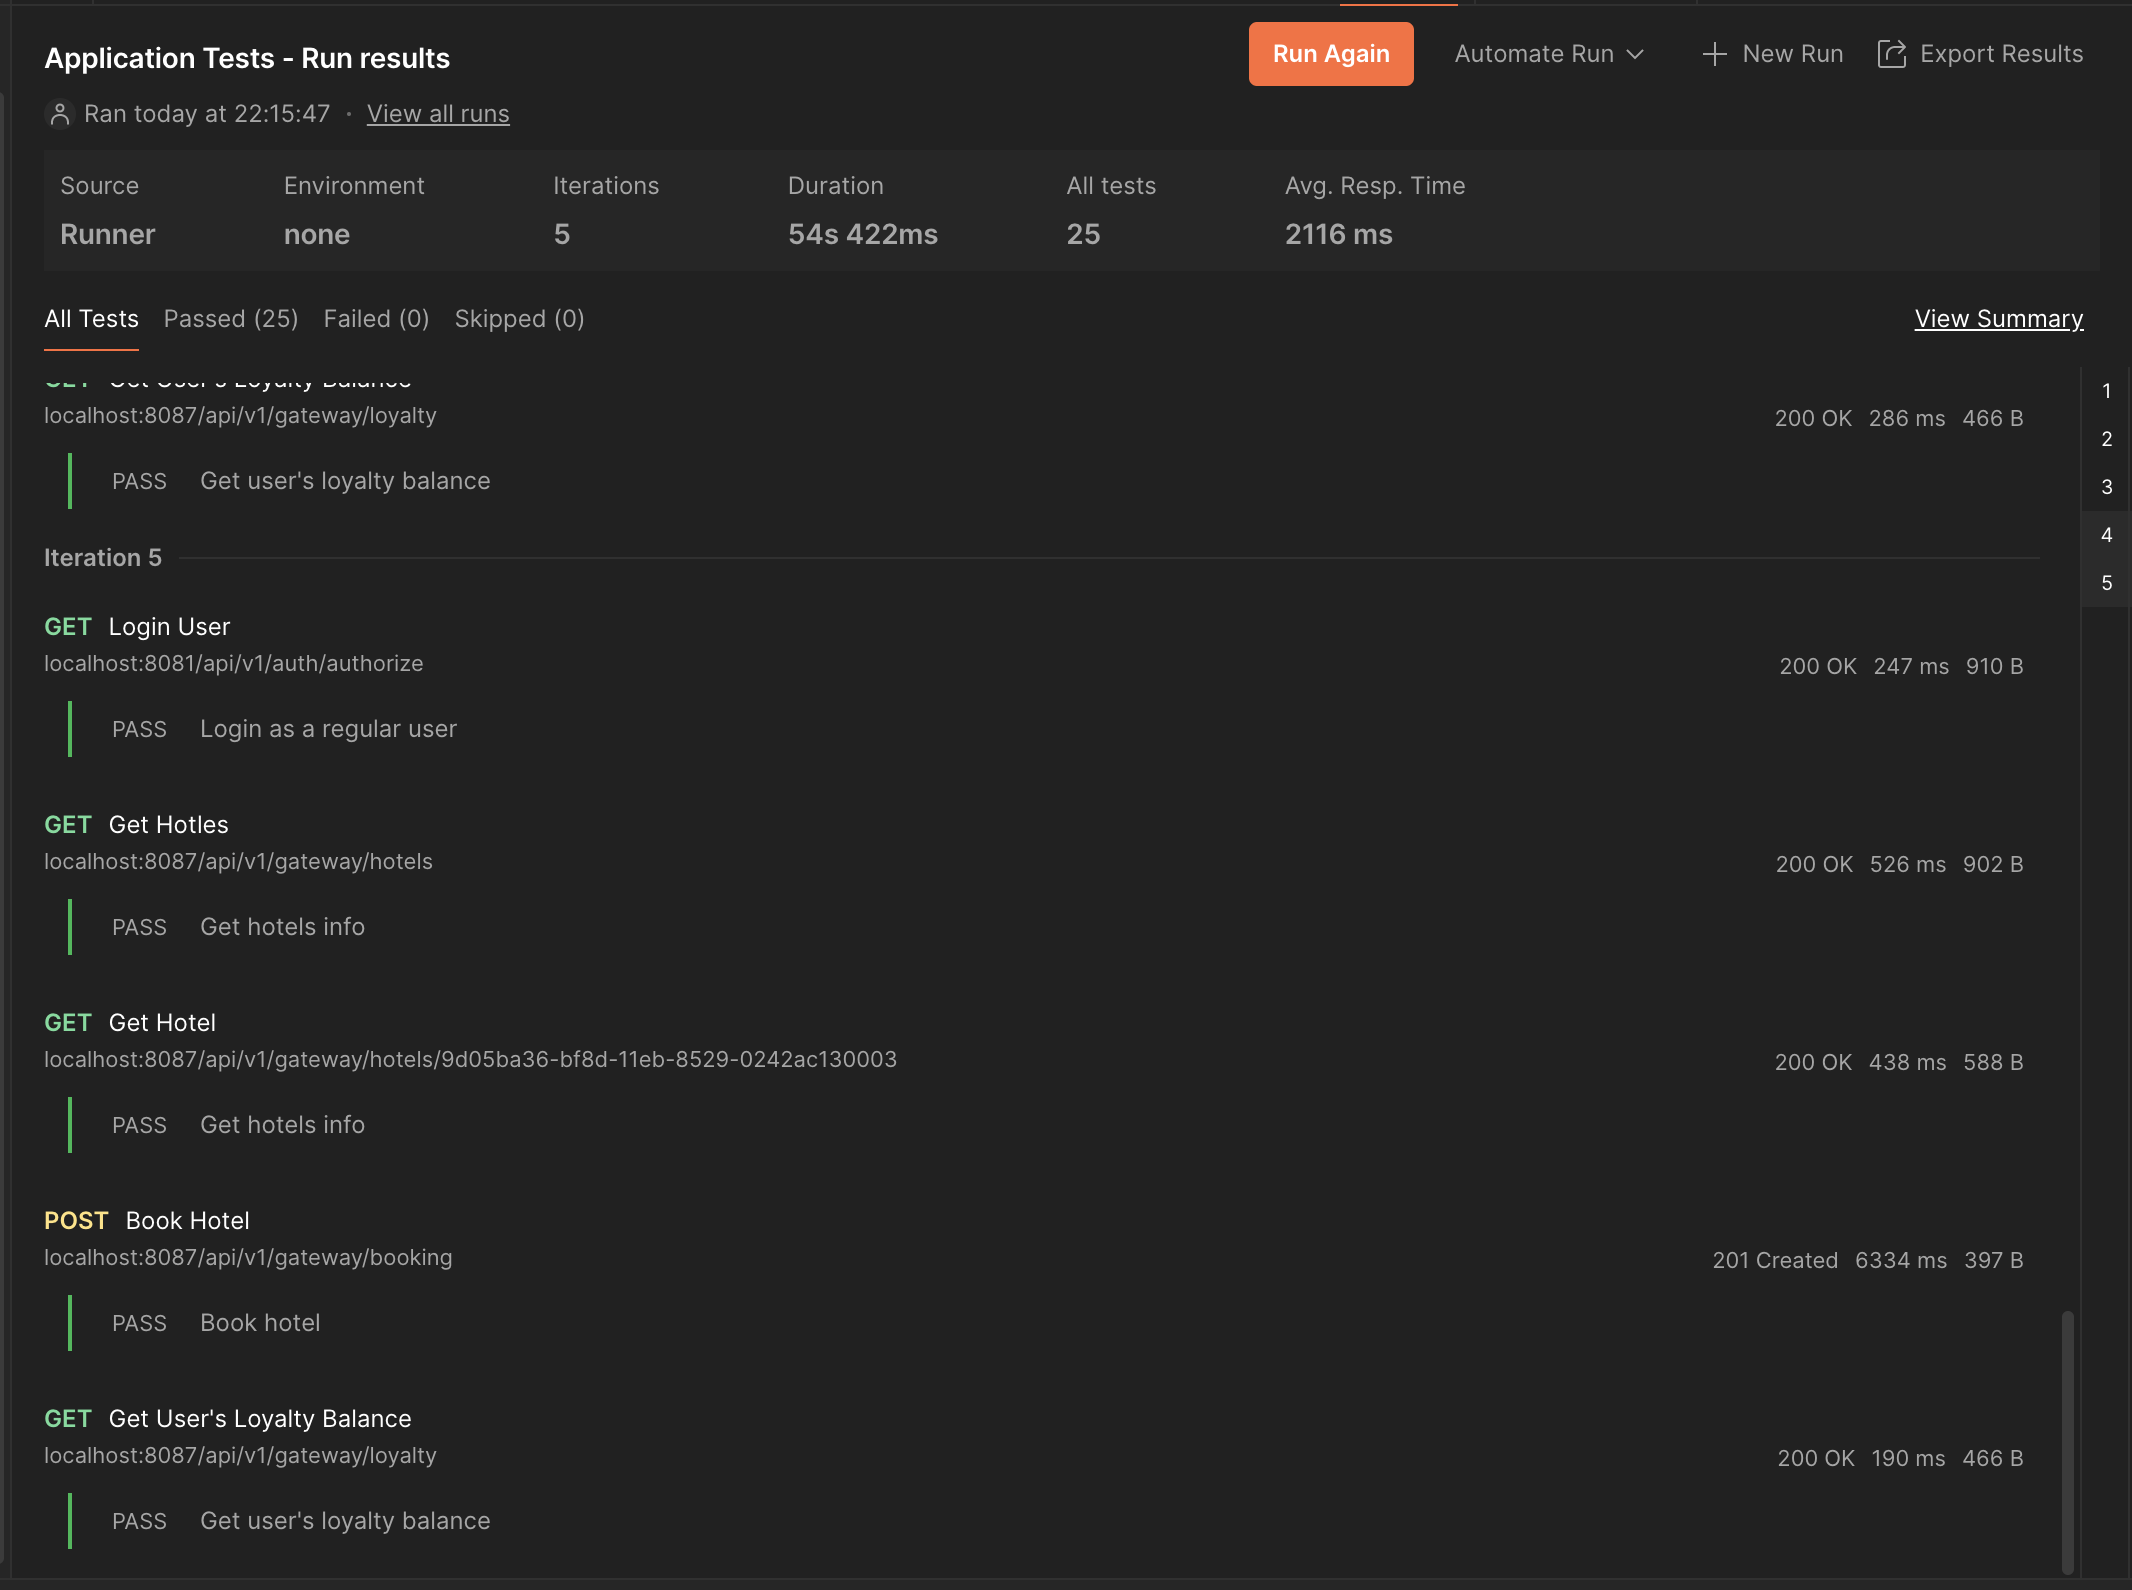 Application Tests - Run results
Run Again
Automate Run
New Run
Export Results
Ran today at 22:15:47 · View all runs
Source Environment Iterations Duration All tests Avg. Resp. Time
Runner none 5 54s 422ms 25 2116 ms
All Tests Passed (25) Failed (0) Skipped (0) View Summary
GET Get User's Loyalty Balance
localhost:8087/api/v1/gateway/loyalty 200 OK 286 ms 466 B
PASS Get user's loyalty balance
Iteration 5
GET Login User
localhost:8081/api/v1/auth/authorize 200 OK 247 ms 910 B
PASS Login as a regular user
GET Get Hotles
localhost:8087/api/v1/gateway/hotels 200 OK 526 ms 902 B
PASS Get hotels info
GET Get Hotel
localhost:8087/api/v1/gateway/hotels/9d05ba36-bf8d-11eb-8529-0242ac130003 200 OK 438 ms 588 B
PASS Get hotels info
POST Book Hotel
localhost:8087/api/v1/gateway/booking 201 Created 6334 ms 397 B
PASS Book hotel
GET Get User's Loyalty Balance
localhost:8087/api/v1/gateway/loyalty 200 OK 190 ms 466 B
PASS Get user's loyalty balance
1
2
3
4
5